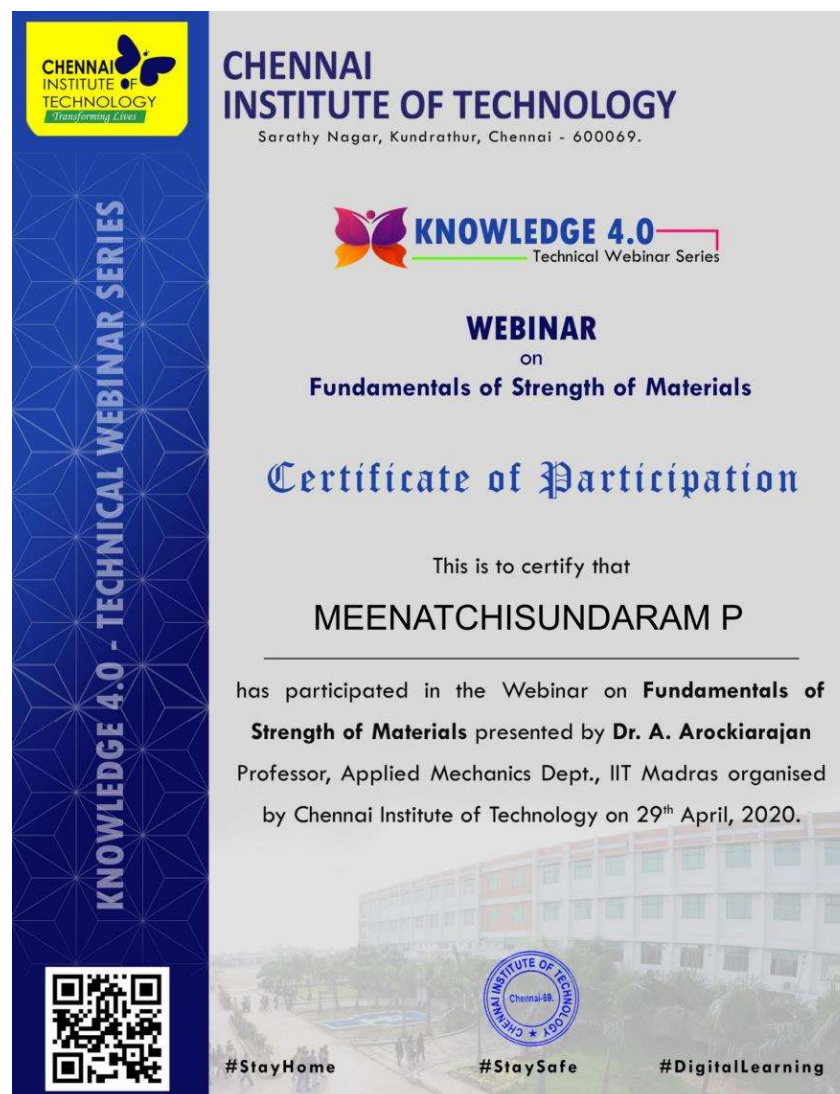 CHENNAI
INSTITUTE OF
TECHNOLOGY
Transforming Lives
CHENNAI
INSTITUTE OF TECHNOLOGY
Sarathy Nagar, Kundrathur, Chennai - 600069.
KNOWLEDGE 4.0
Technical Webinar Series
WEBINAR
on
Fundamentals of Strength of Materials
Certificate of Participation
This is to certify that
MEENATCHISUNDARAM P
has participated in the Webinar on Fundamentals of
Strength of Materials presented by Dr. A. Arockiarajan
Professor, Applied Mechanics Dept., IIT Madras organised
by Chennai Institute of Technology on 29th April, 2020.
KNOWLEDGE 4.0 - TECHNICAL WEBINAR SERIES
CHENNAI INSTITUTE OF TECHNOLOGY
Chennai-69.
#StayHome #StaySafe #DigitalLearning